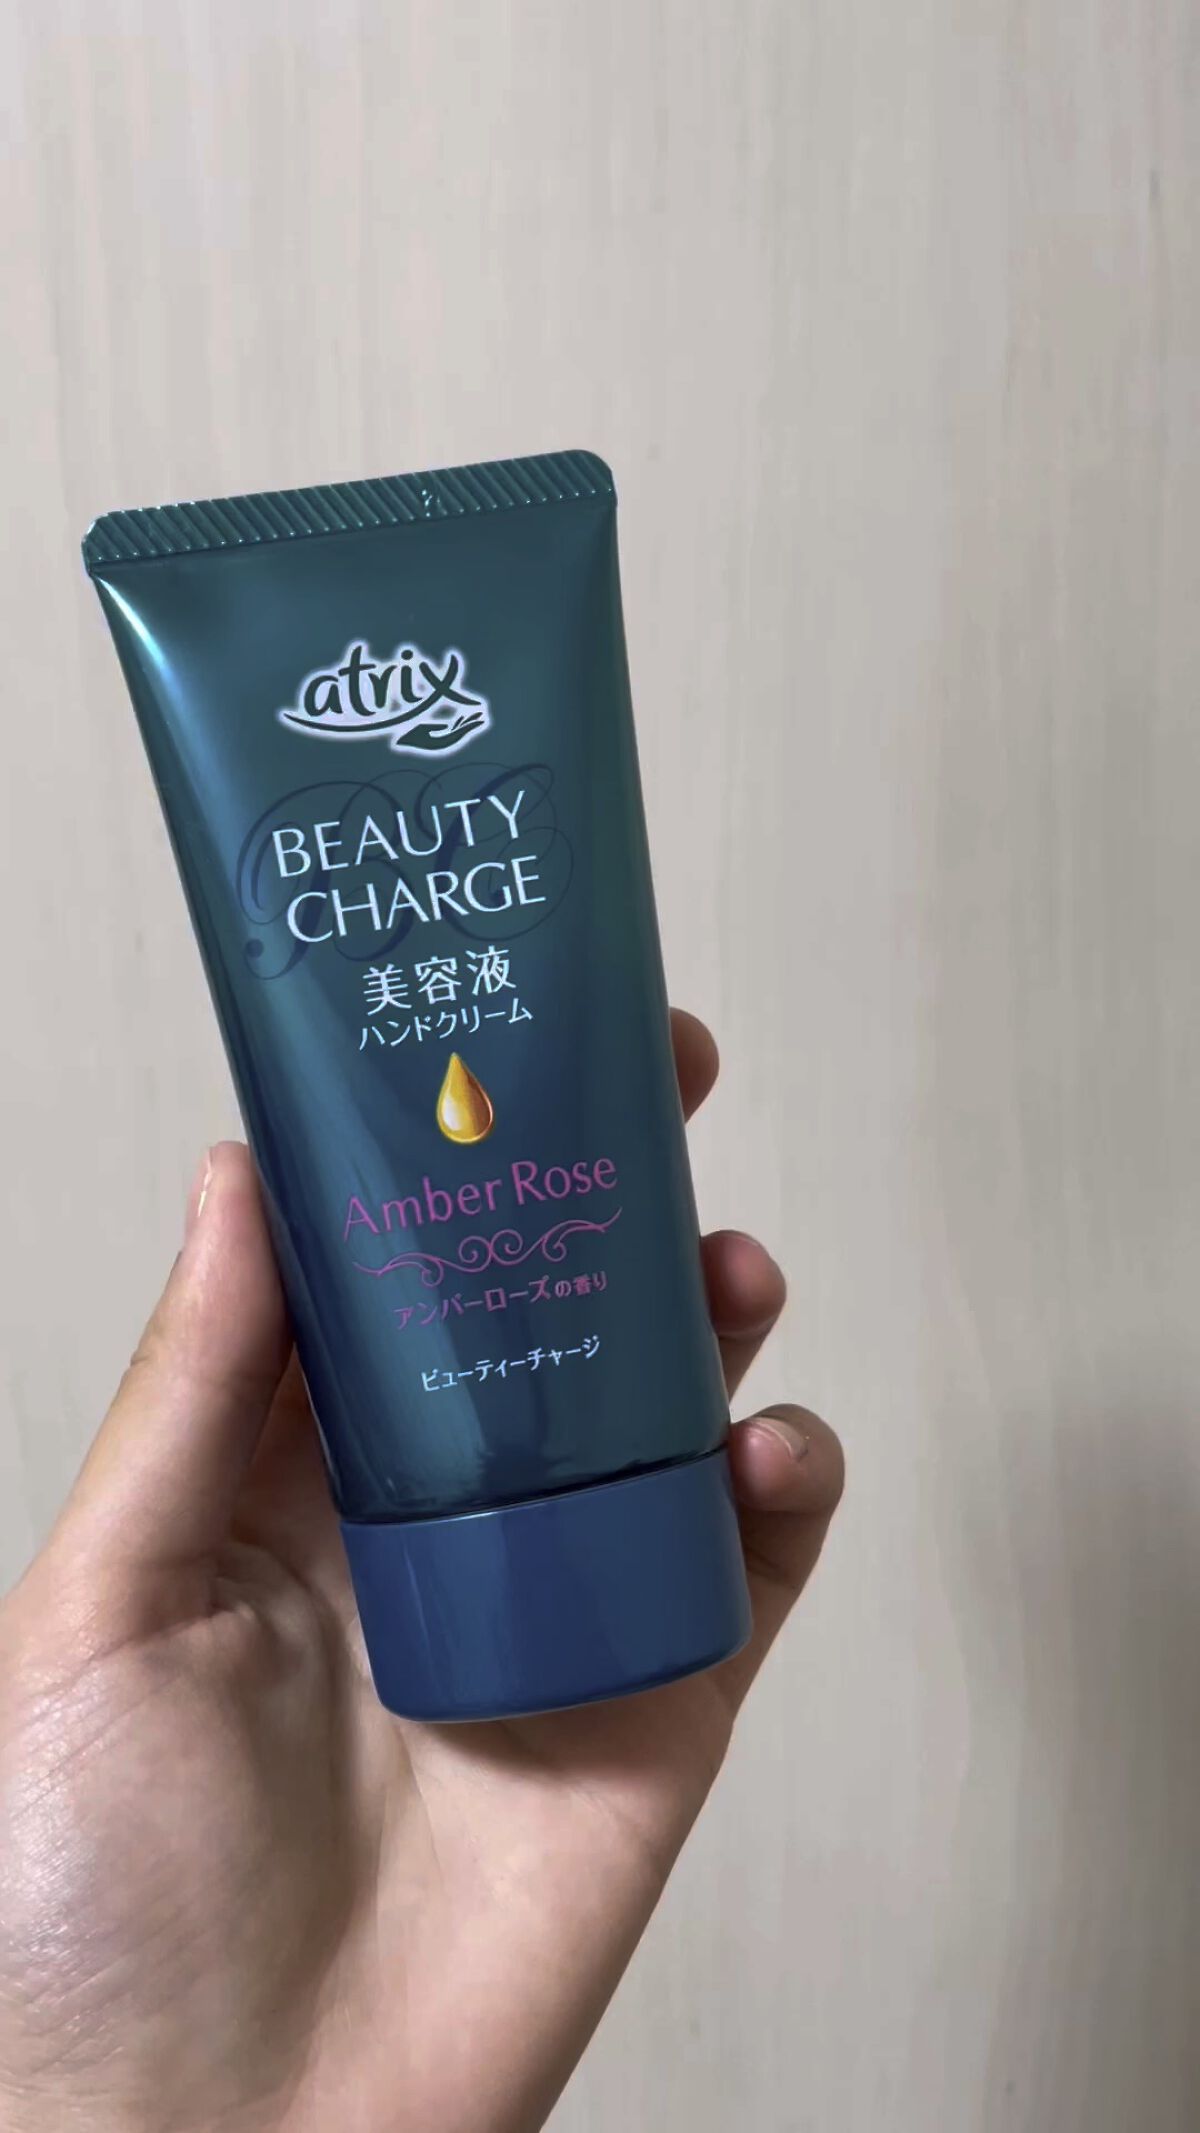 atrix
BEAUTY
CHARGE
美容液
ハンドクリーム
Amber Rose
アンバーローズの香り
ビューティーチャージ